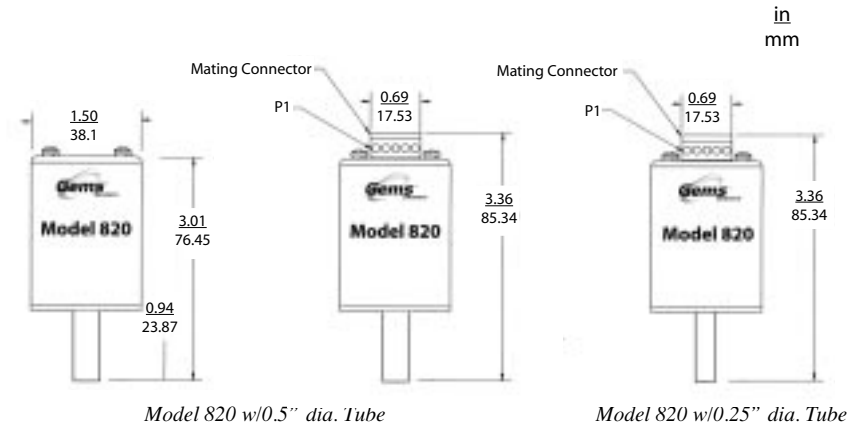 in
mm
Mating Connector
P1
0.69
17.53
Mating Connector
P1
0.69
17.53
1.50
38.1
Gems
Model 820
3.01
76.45
0.94
23.87
Gems
Model 820
3.36
85.34
Gems
Model 820
3.36
85.34
Model 820 w/0.5" dia. Tube
Model 820 w/0.25" dia. Tube